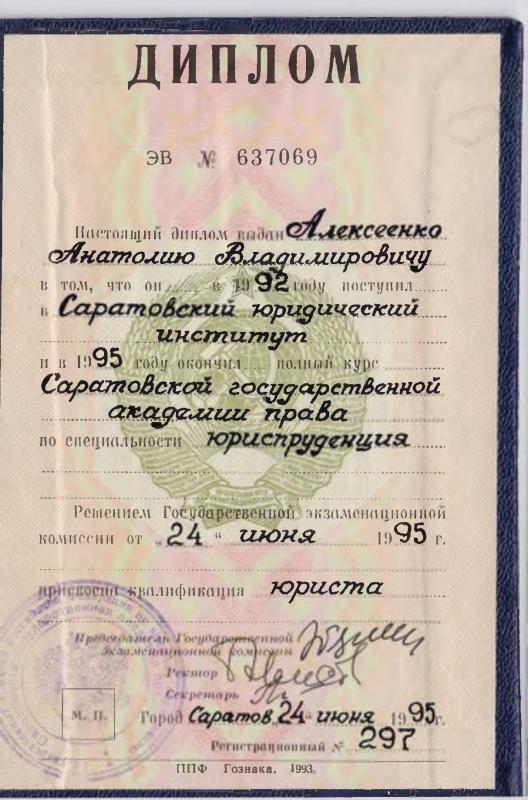 ДИПЛОМ
ЭВ № 637069
Настоящий диплом выдан Алексеенко
Анатолию Владимировичу
в том, что он в 1992 году поступил
в Саратовский юридический
институт
и в 1995 году окончил полный курс
Саратовской государственной
академии права
по специальности юриспруденция
Решением Государственной экзаменационной
комиссии от „24“ июня 1995 г.
присвоена квалификация юриста
Председатель Государственной
экзаменационной комиссии
Ректор
Секретарь
М. П.
Город Саратов 24 июня 1995г.
Регистрационный № 297
ППФ Гознака. 1993.